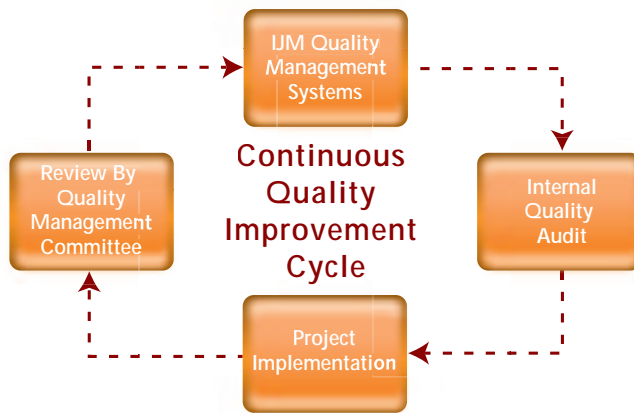 IJM Quality
Management
Systems
Review By
Quality
Management
Committee
Continuous
Quality
Improvement
Cycle
Internal
Quality
Audit
Project
Implementation